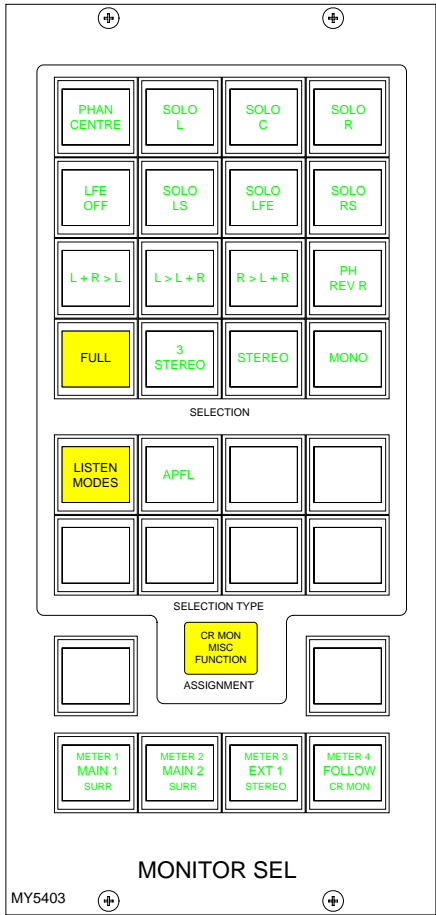 PHAN CENTRE
SOLO L
SOLO C
SOLO R
LFE OFF
SOLO LS
SOLO LFE
SOLO RS
L + R > L
L > L + R
R > L + R
PH REV R
FULL
3 STEREO
STEREO
MONO
SELECTION
LISTEN MODES
APFL
SELECTION TYPE
CR MON
MISC
FUNCTION
ASSIGNMENT
METER 1
MAIN 1
SURR
METER 2
MAIN 2
SURR
METER 3
EXT 1
STEREO
METER 4
FOLLOW
CR MON
MONITOR SEL
MY5403